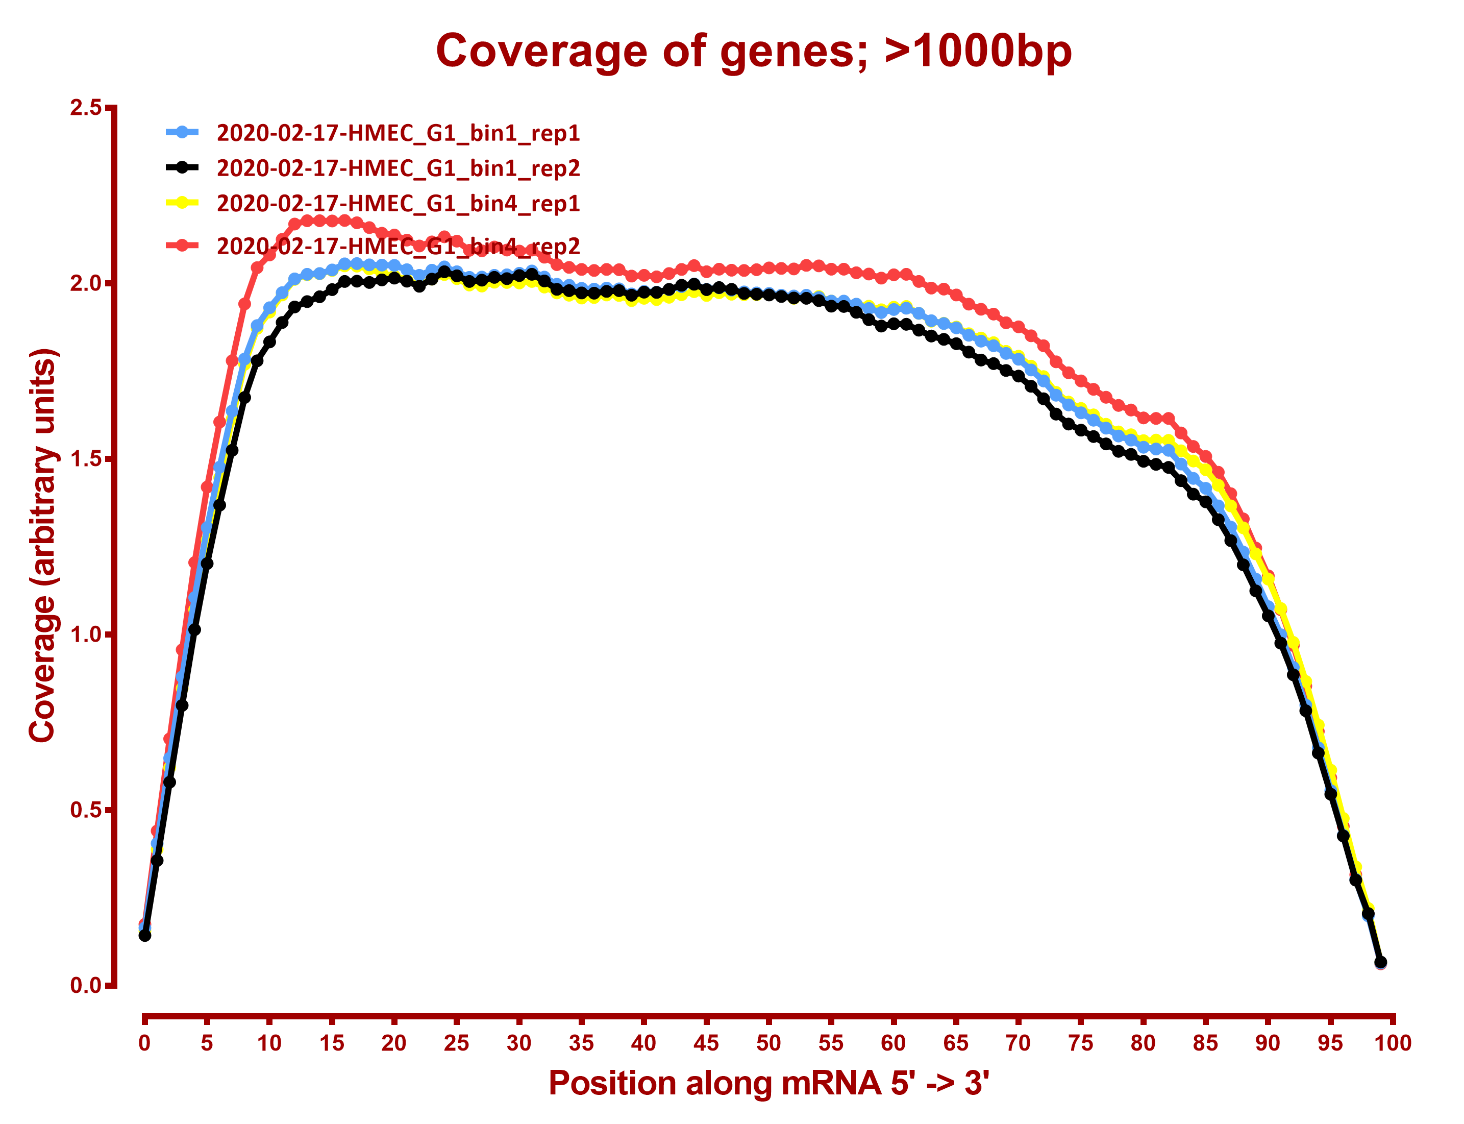 Coverage of genes; >1000bp
2020-02-17-HMEC_G1_bin1_rep1
2020-02-17-HMEC_G1_bin1_rep2
2020-02-17-HMEC_G1_bin4_rep1
2020-02-17-HMEC_G1_bin4_rep2
Coverage (arbitrary units)
2.5
2.0
1.5
1.0
0.5
0.0
0 5 10 15 20 25 30 35 40 45 50 55 60 65 70 75 80 85 90 95 100
Position along mRNA 5' -> 3'